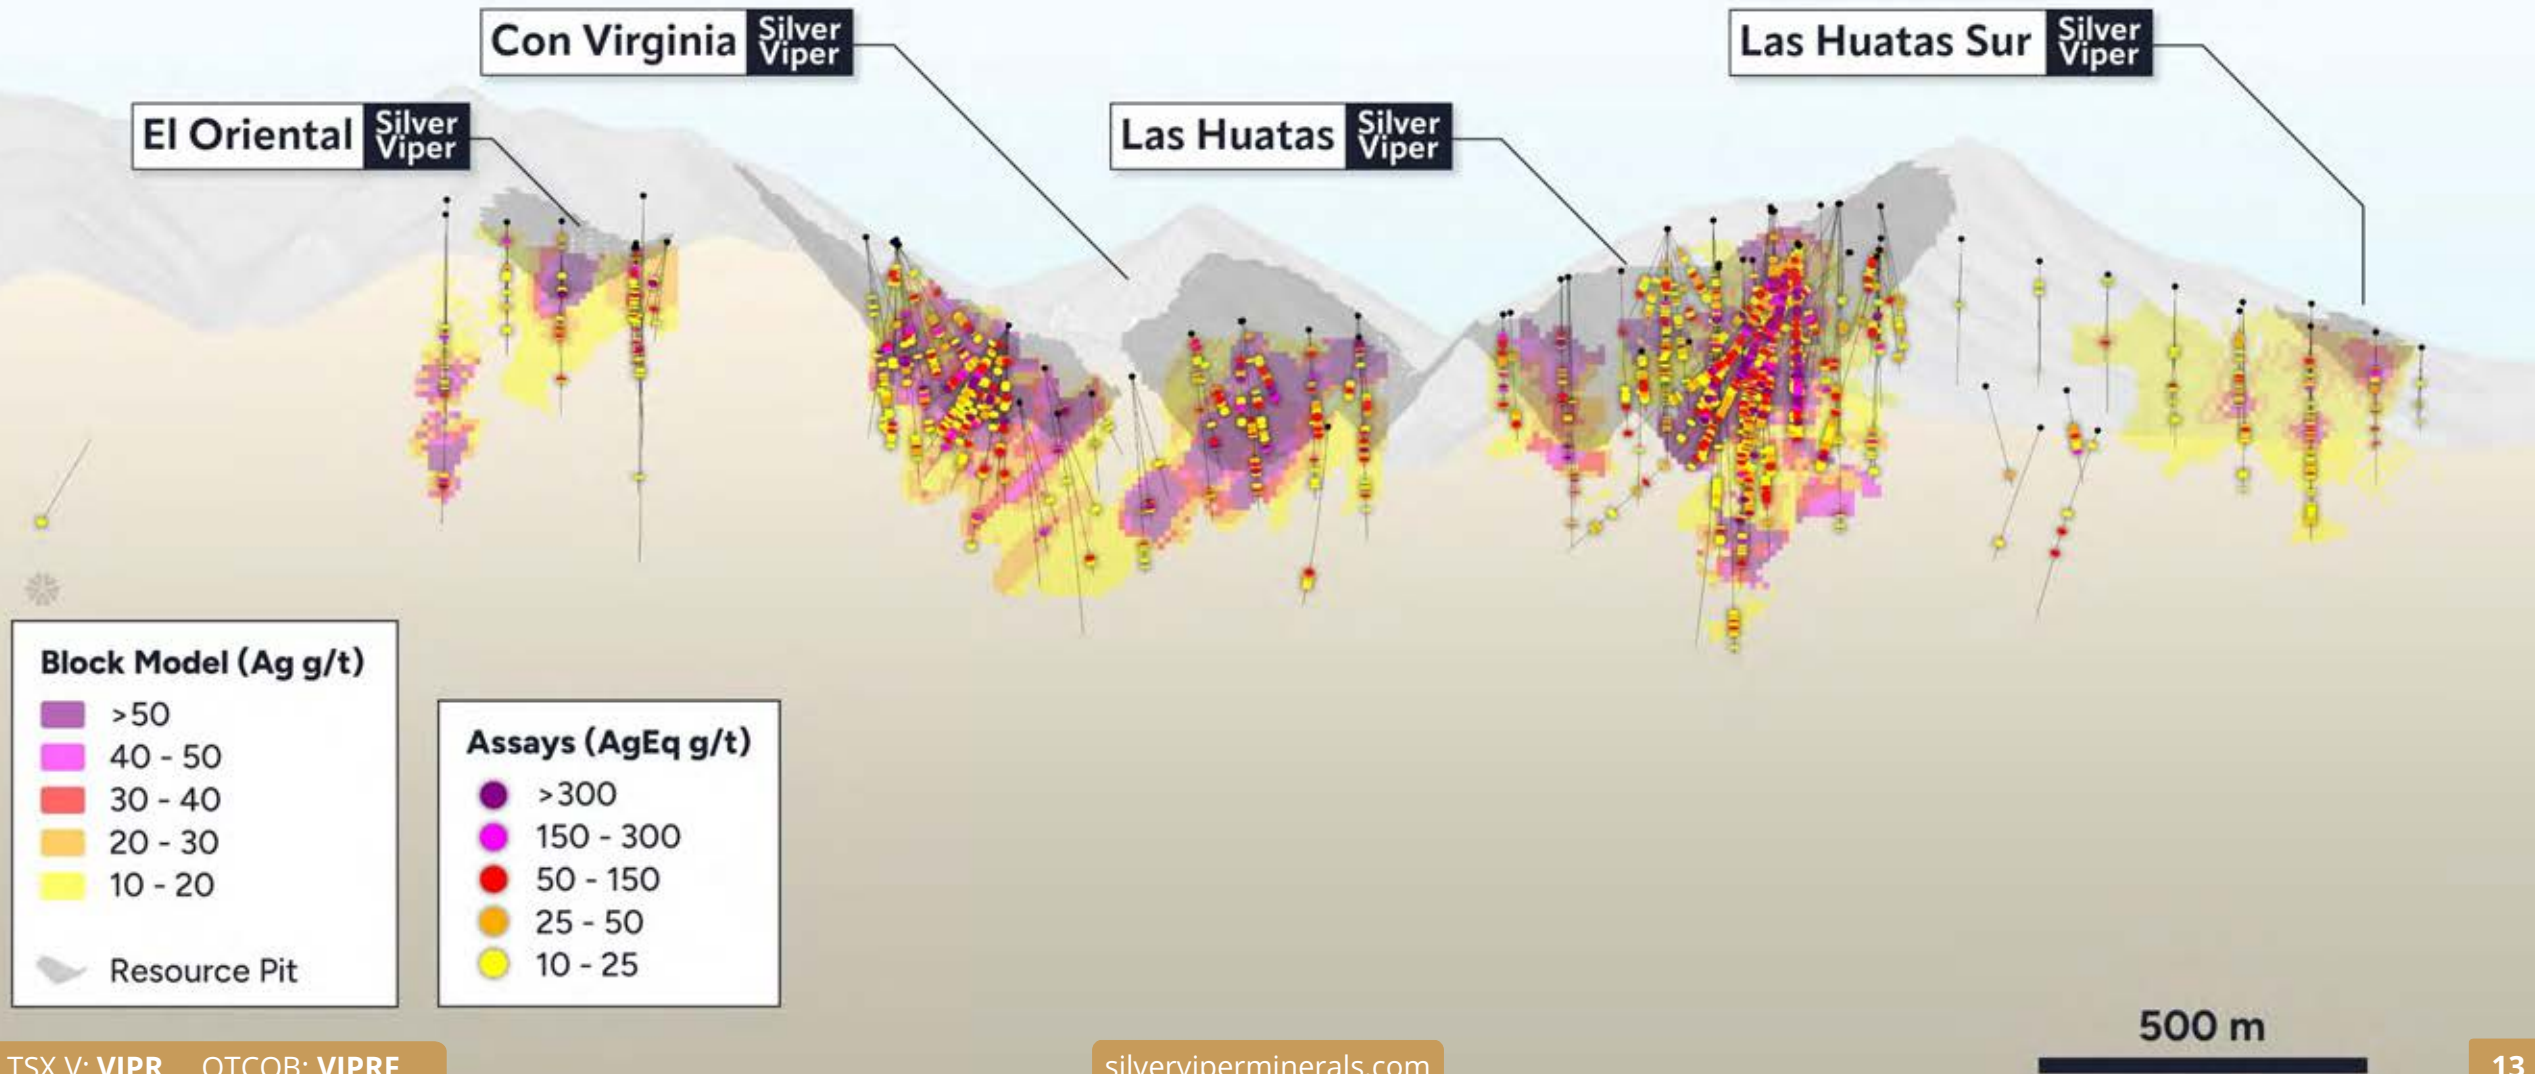 Con Virginia
Silver
Viper
Las Huatas Sur
Silver
Viper
El Oriental
Silver
Viper
Las Huatas
Silver
Viper
Block Model (Ag g/t)
>50
40 - 50
30 - 40
20 - 30
10 - 20
Resource Pit
Assays (AgEq g/t)
>300
150 - 300
50 - 150
25 - 50
10 - 25
500 m
TSX V: VIPR OTCQB: VIPRF
silverviperminerals.com
13